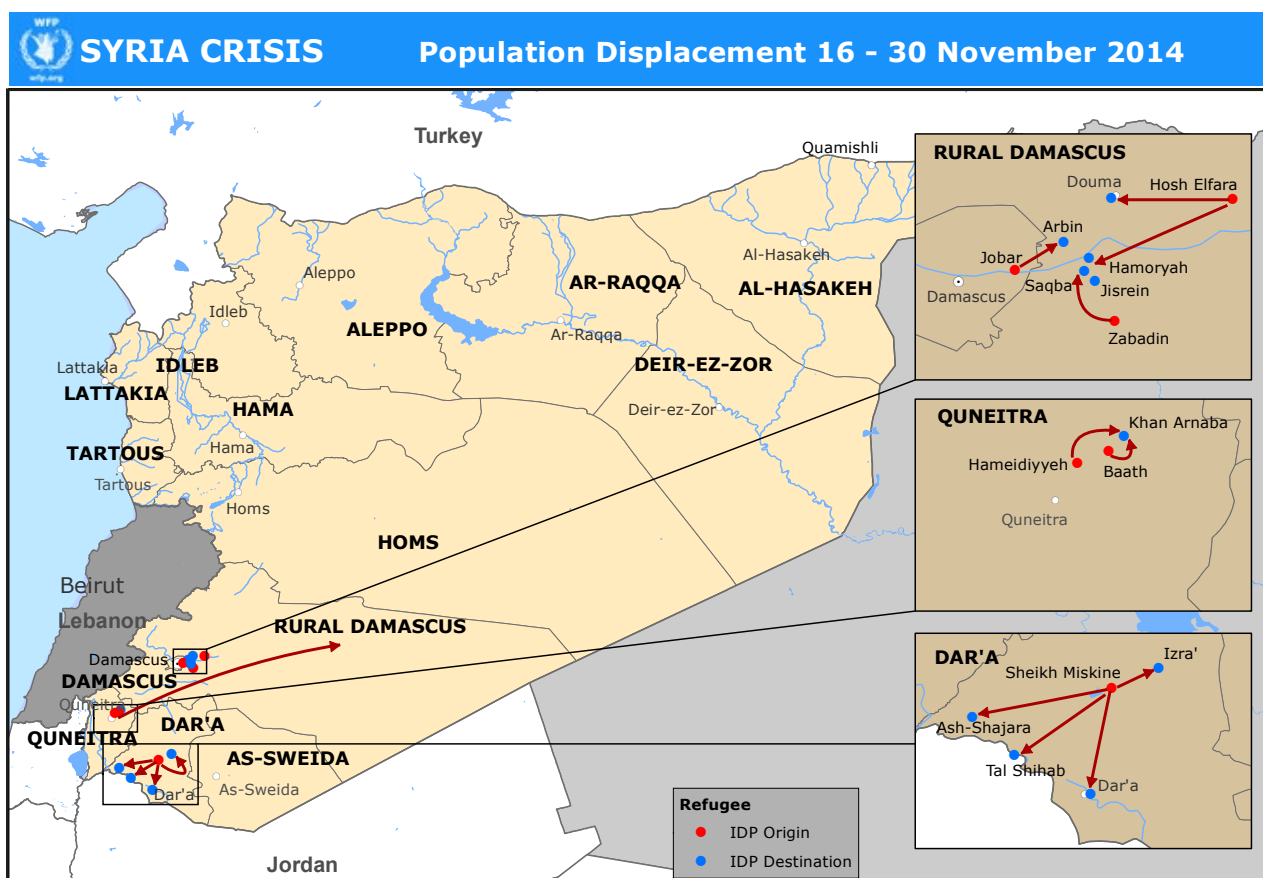 WFP
wfp.org
SYRIA CRISIS
Population Displacement 16 - 30 November 2014
Turkey
Quamishli
Aleppo
Al-Hasakeh
AR-RAQQA
AL-HASAKEH
Idleb
ALEPPO
Ar-Raqqa
Lattakia
IDLEB
DEIR-EZ-ZOR
LATTAKIA
HAMA
Deir-ez-Zor
Hama
TARTOUS
Tartous
Homs
HOMS
Beirut
Lebanon
RURAL DAMASCUS
Damascus
DAMASCUS
Quneitra
DAR'A
QUNEITRA
AS-SWEIDA
As-Sweida
Dar'a
Jordan
RURAL DAMASCUS
Douma
Hosh Elfara
Arbin
Jobar
Hamoryah
Saqba
Jisrein
Damascus
Zabadin
QUNEITRA
Khan Arnaba
Hameidiyyeh
Baath
Quneitra
DAR'A
Izra'
Sheikh Miskine
Ash-Shajara
Tal Shihab
Dar'a
Refugee
IDP Origin
IDP Destination